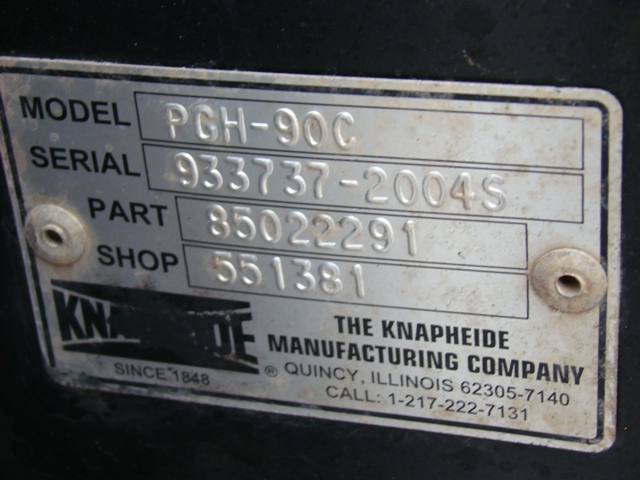 MODEL PGH-90C
SERIAL 933737-2004S
PART 85022291
SHOP 551381
KNAPHEIDE
SINCE 1848
®
THE KNAPHEIDE
MANUFACTURING COMPANY
QUINCY, ILLINOIS 62305-7140
CALL: 1-217-222-7131